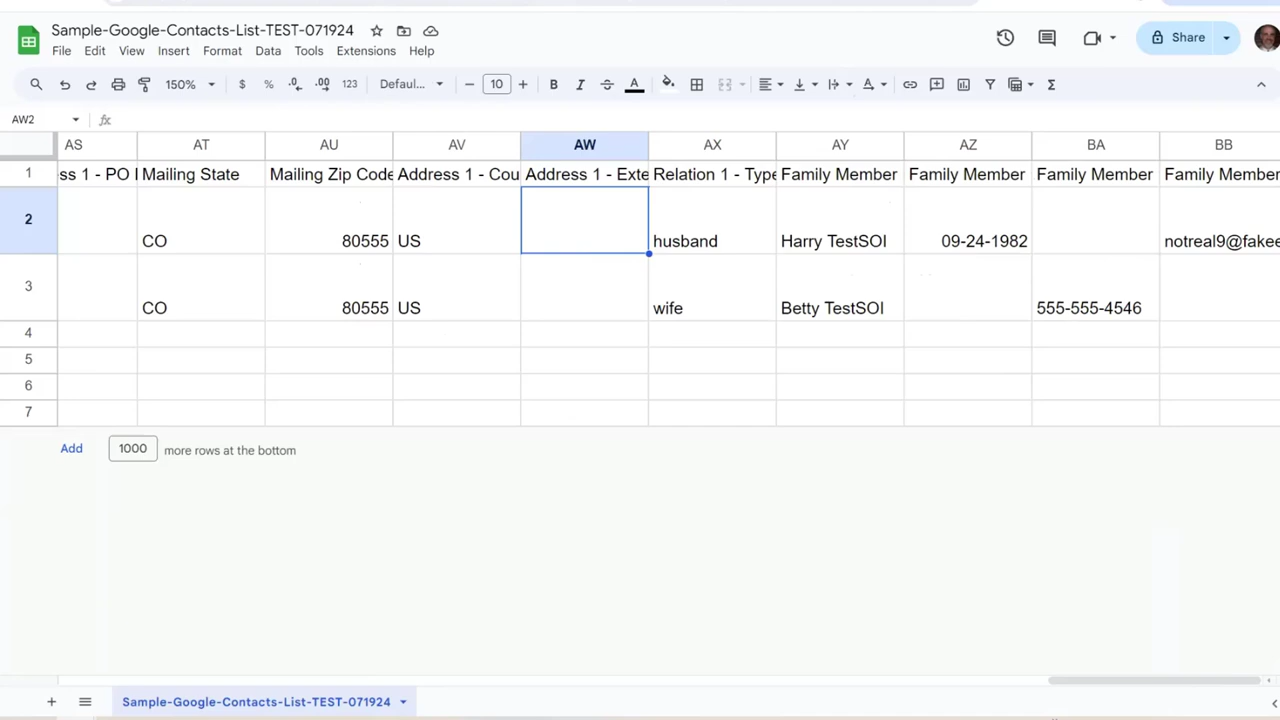 Sample-Google-Contacts-List-TEST-071924
File Edit View Insert Format Data Tools Extensions Help
Share
150% $ % .0 .00 123 Defaul... − 10 + B I A Σ
AW2 fx
AS AT AU AV AW AX AY AZ BA BB
1 ss 1 - PO Mailing State Mailing Zip Code Address 1 - Cou Address 1 - Exte Relation 1 - Type Family Member Family Member Family Member Family Member
2 CO 80555 US husband Harry TestSOI 09-24-1982 notreal9@fakee
3 CO 80555 US wife Betty TestSOI 555-555-4546
4
5
6
7
Add 1000 more rows at the bottom
+ Sample-Google-Contacts-List-TEST-071924